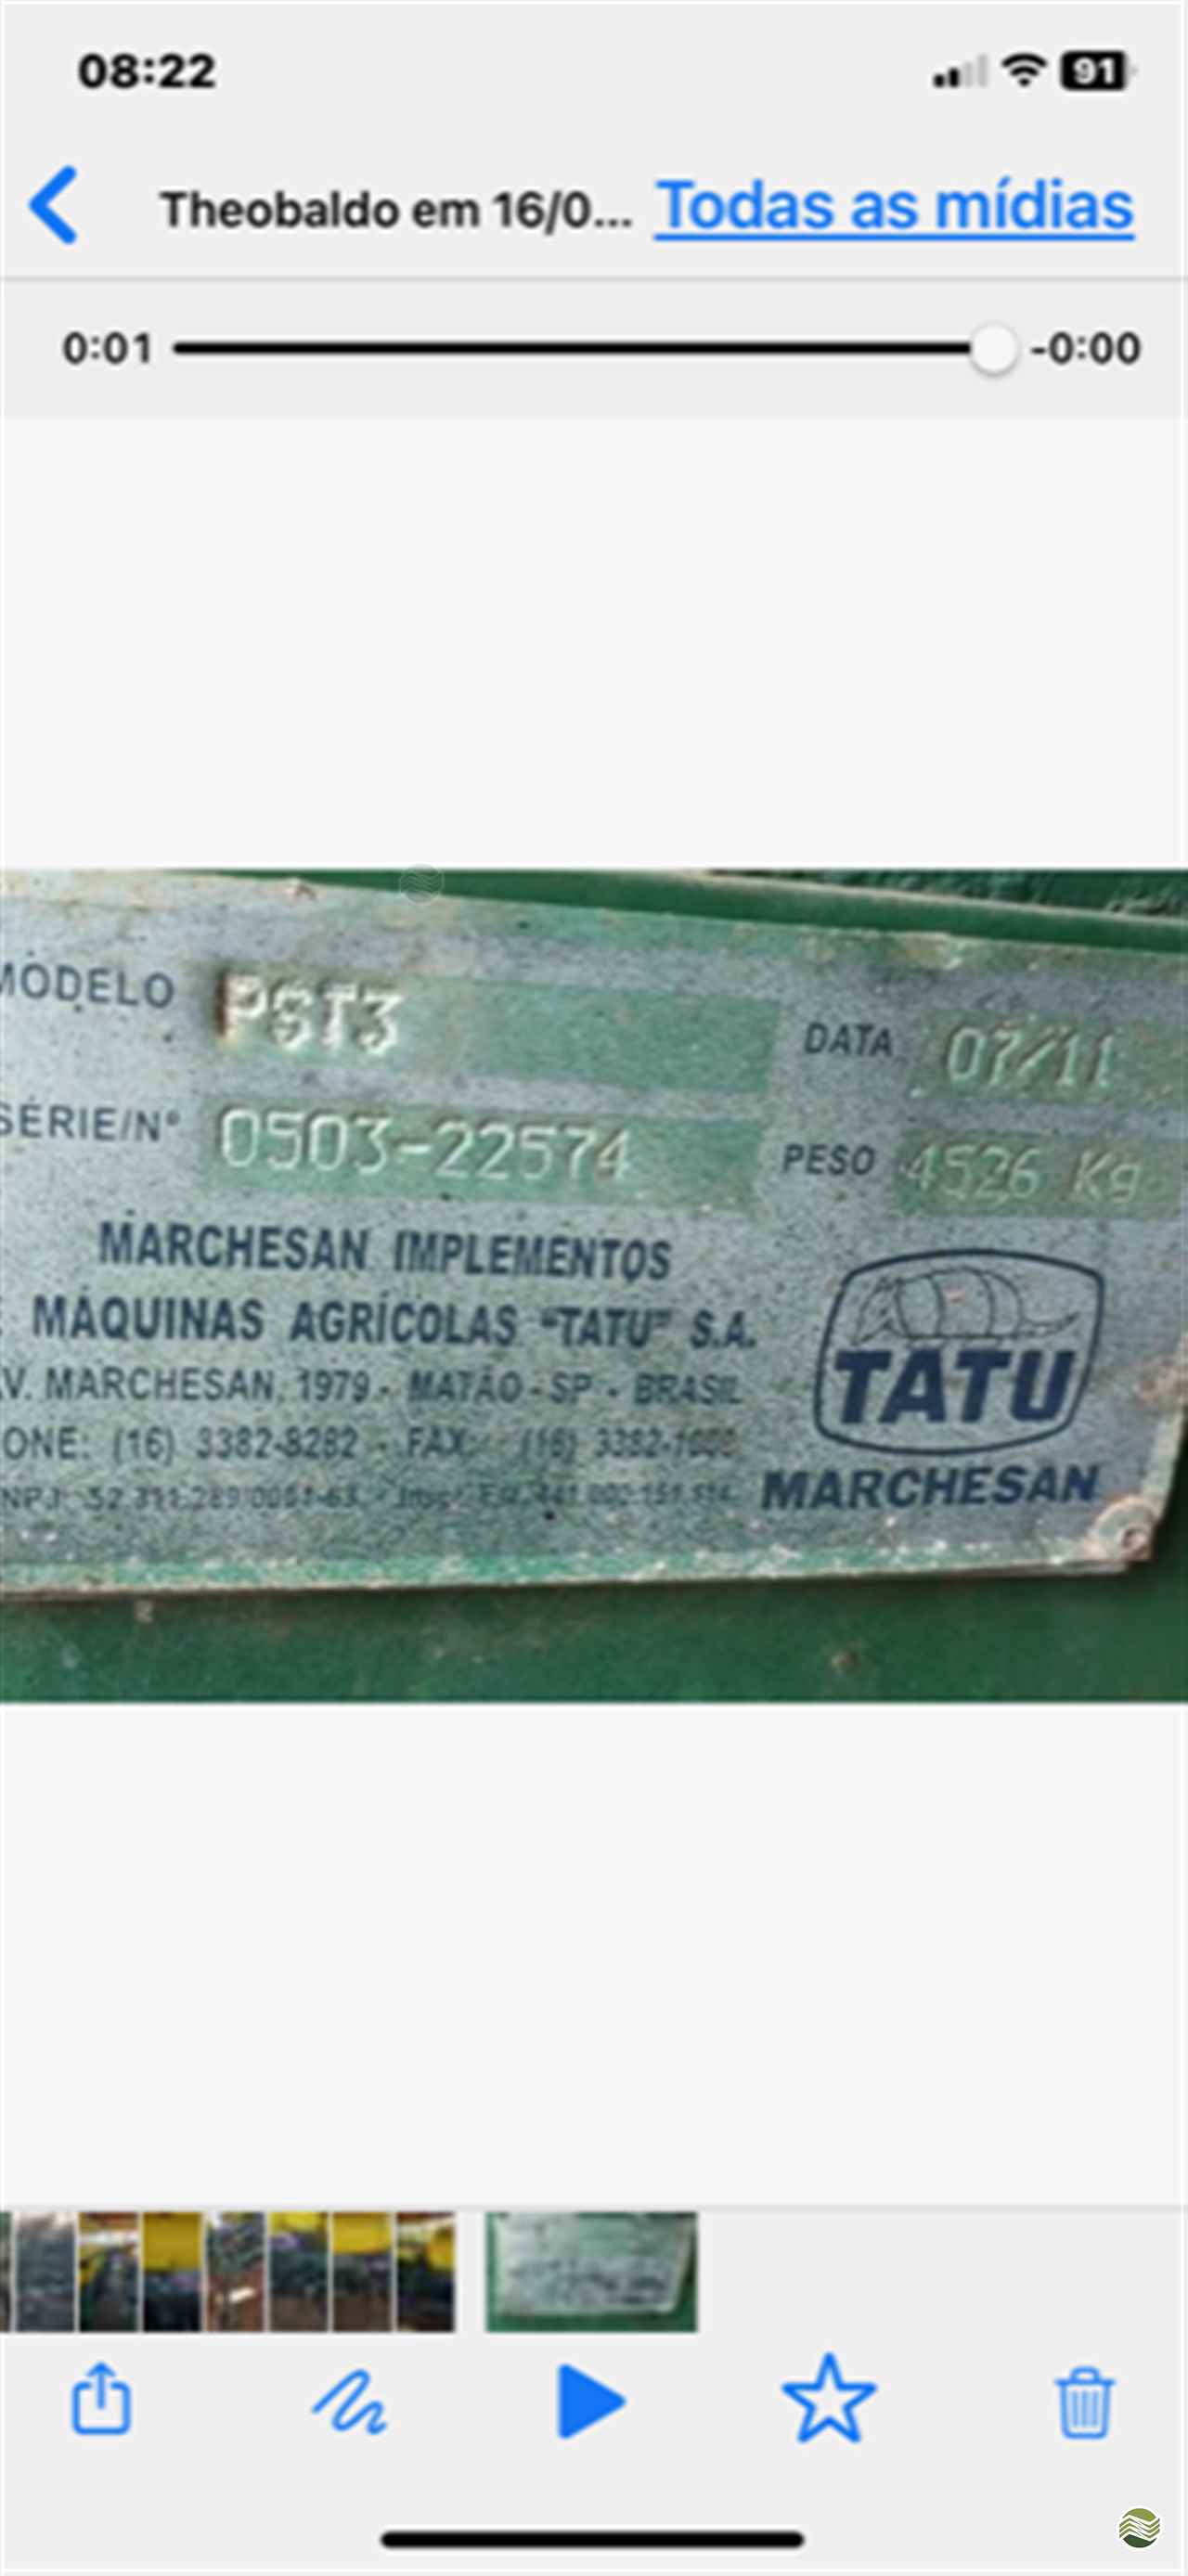 08:22
91
Theobaldo em 16/0... Todas as mídias
0:01 -0:00
MODELO PST3 DATA 07/11
SÉRIE/Nº 0503-22574 PESO 4526 Kg
MARCHESAN IMPLEMENTOS
MÁQUINAS AGRÍCOLAS "TATU" S.A.
V. MARCHESAN, 1979 - MATÃO - SP - BRASIL
ONE: (16) 3382-8282 - FAX: (16)
TATU
MARCHESAN